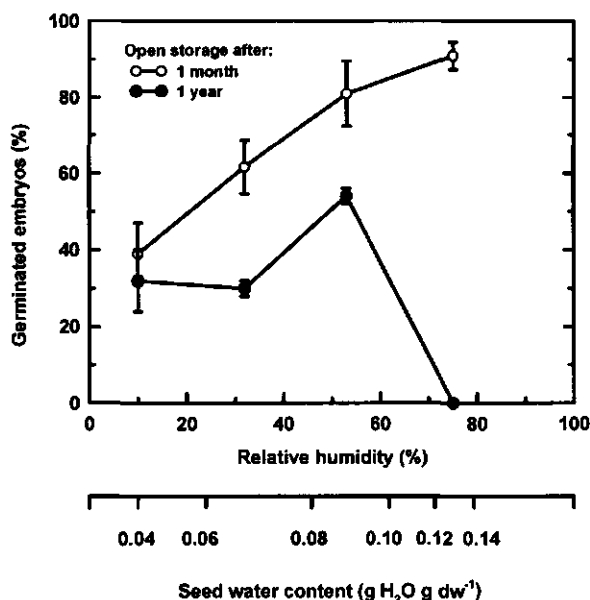 100
80
60
40
20
0
Germinated embryos (%)
Open storage after:
1 month
1 year
0 20 40 60 80 100
Relative humidity (%)
0.04 0.06 0.08 0.10 0.12 0.14
Seed water content (g H₂O g dw⁻¹)